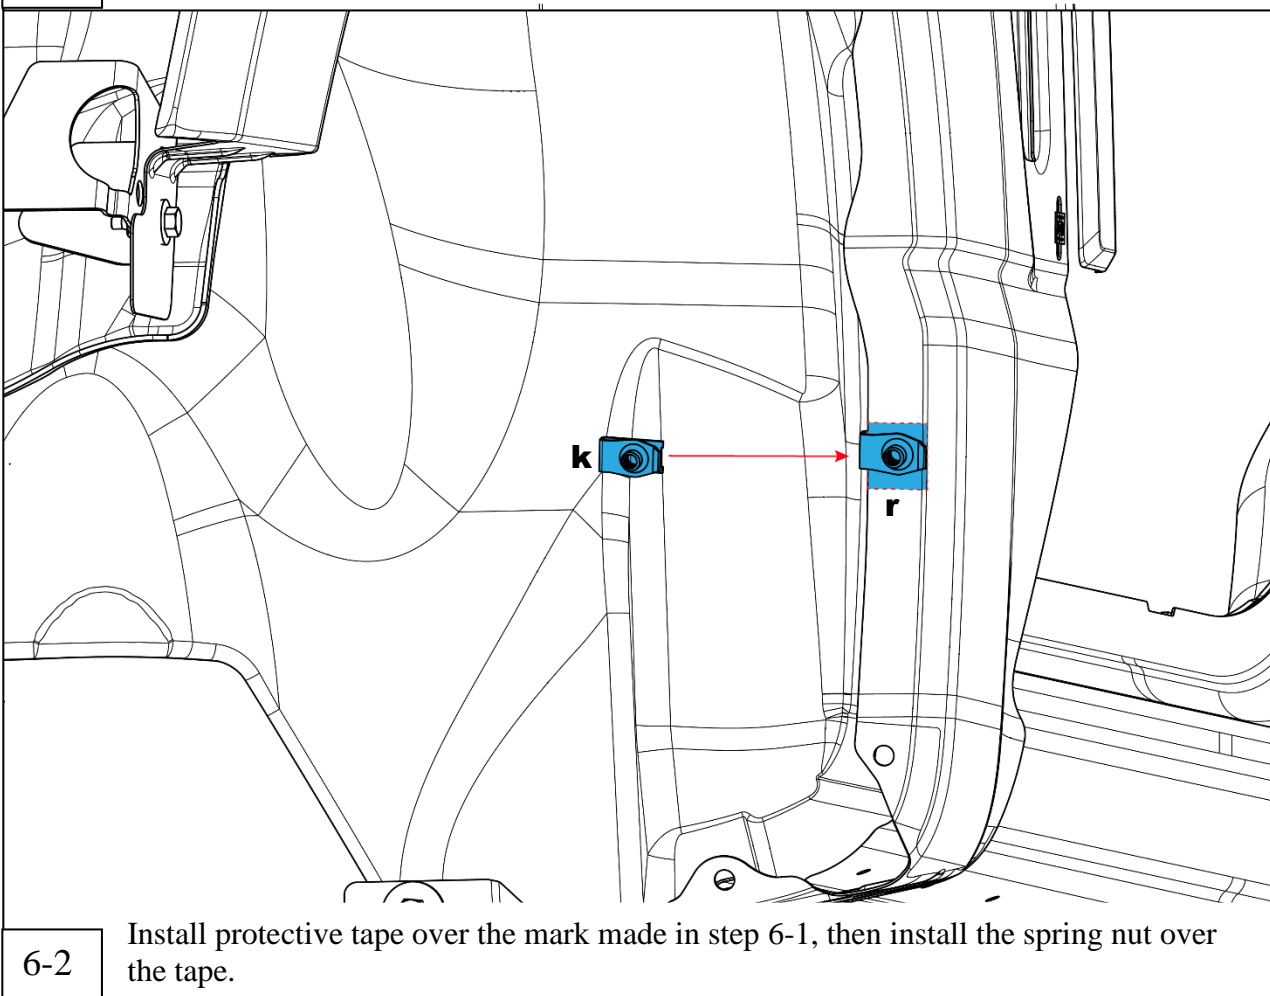 k
r
6-2
Install protective tape over the mark made in step 6-1, then install the spring nut over
the tape.